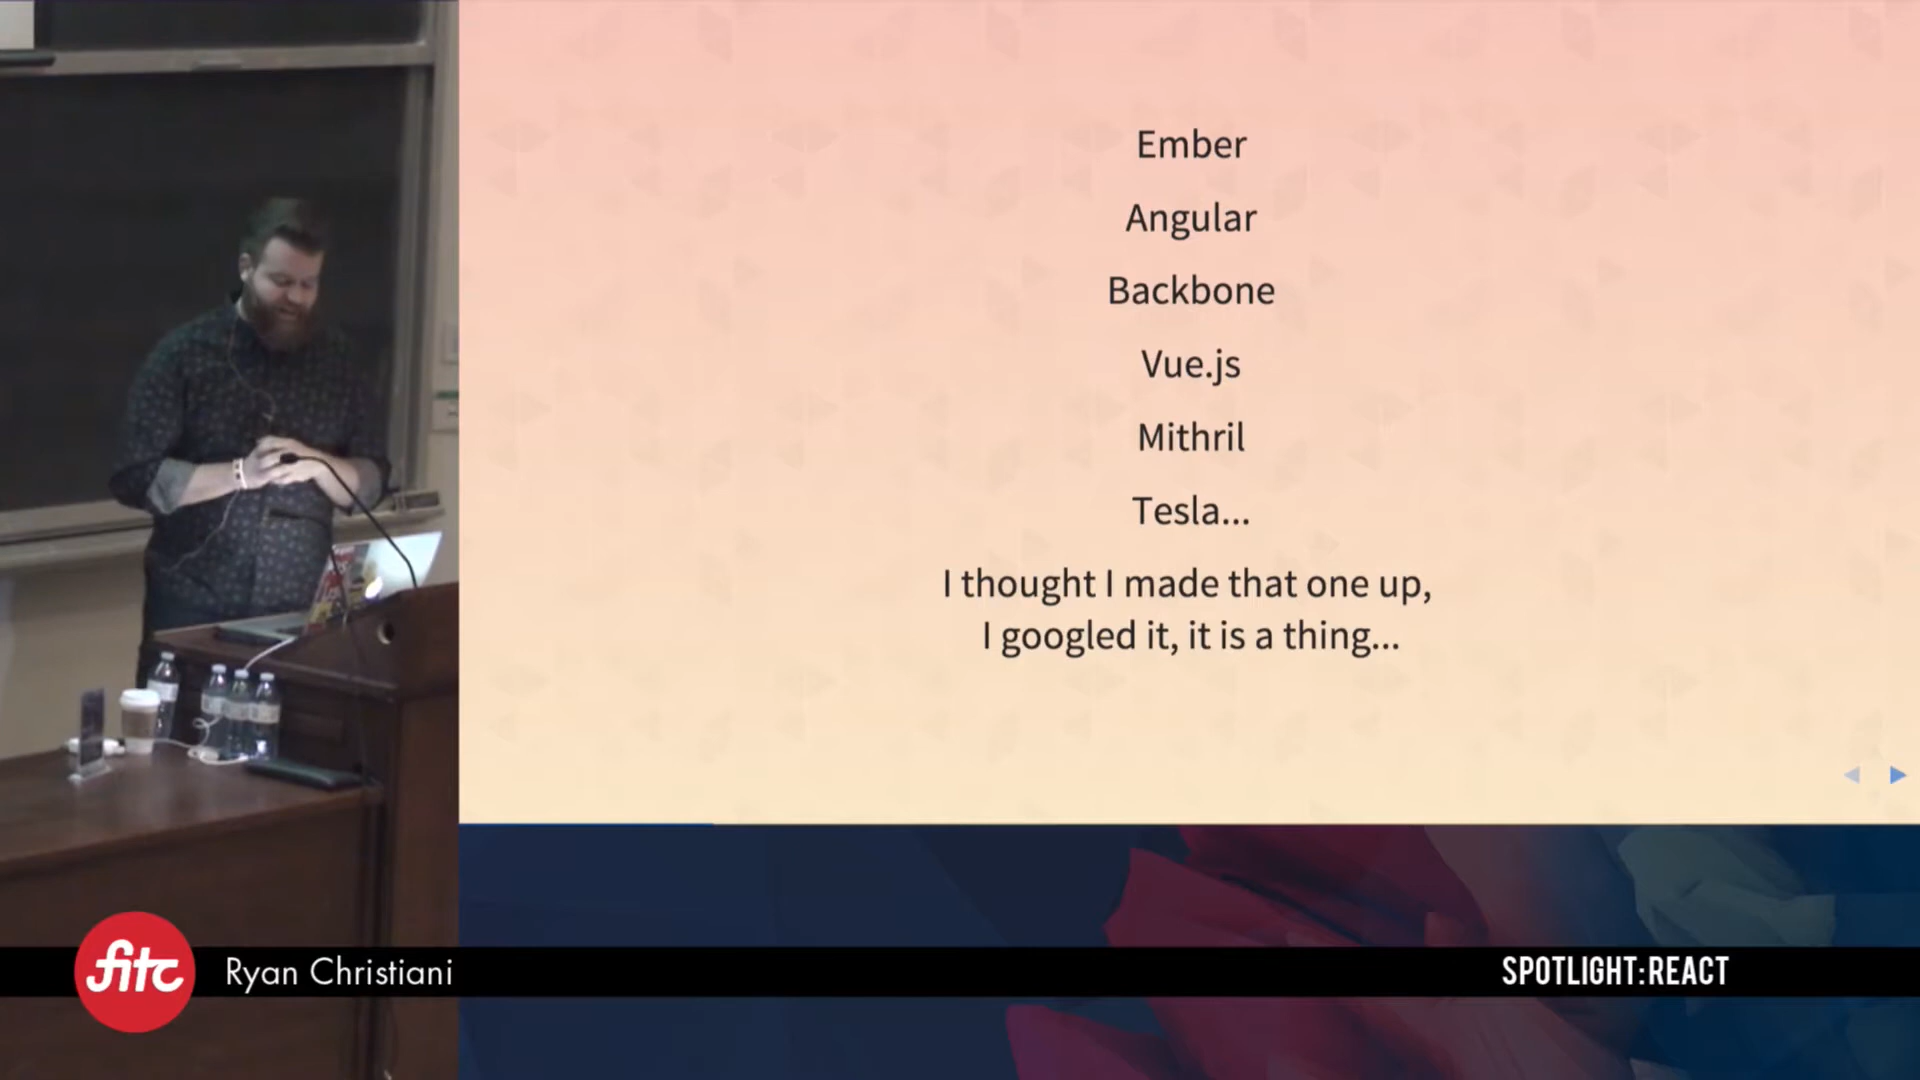 Ember
Angular
Backbone
Vue.js
Mithril
Tesla...
I thought I made that one up,
I googled it, it is a thing...
fitc
Ryan Christiani
SPOTLIGHT:REACT